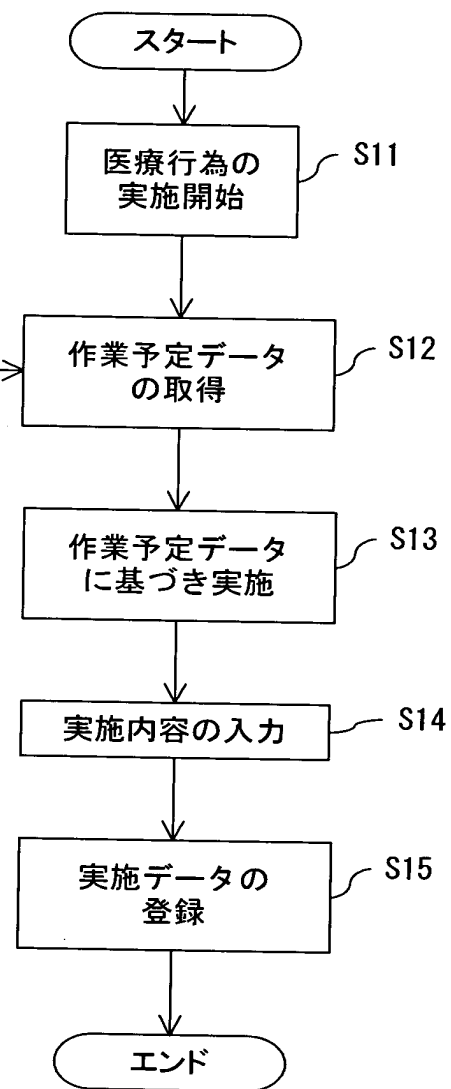 スタート
医療行為の
実施開始
S11
作業予定データ
の取得
S12
作業予定データ
に基づき実施
S13
実施内容の入力
S14
実施データの
登録
S15
エンド